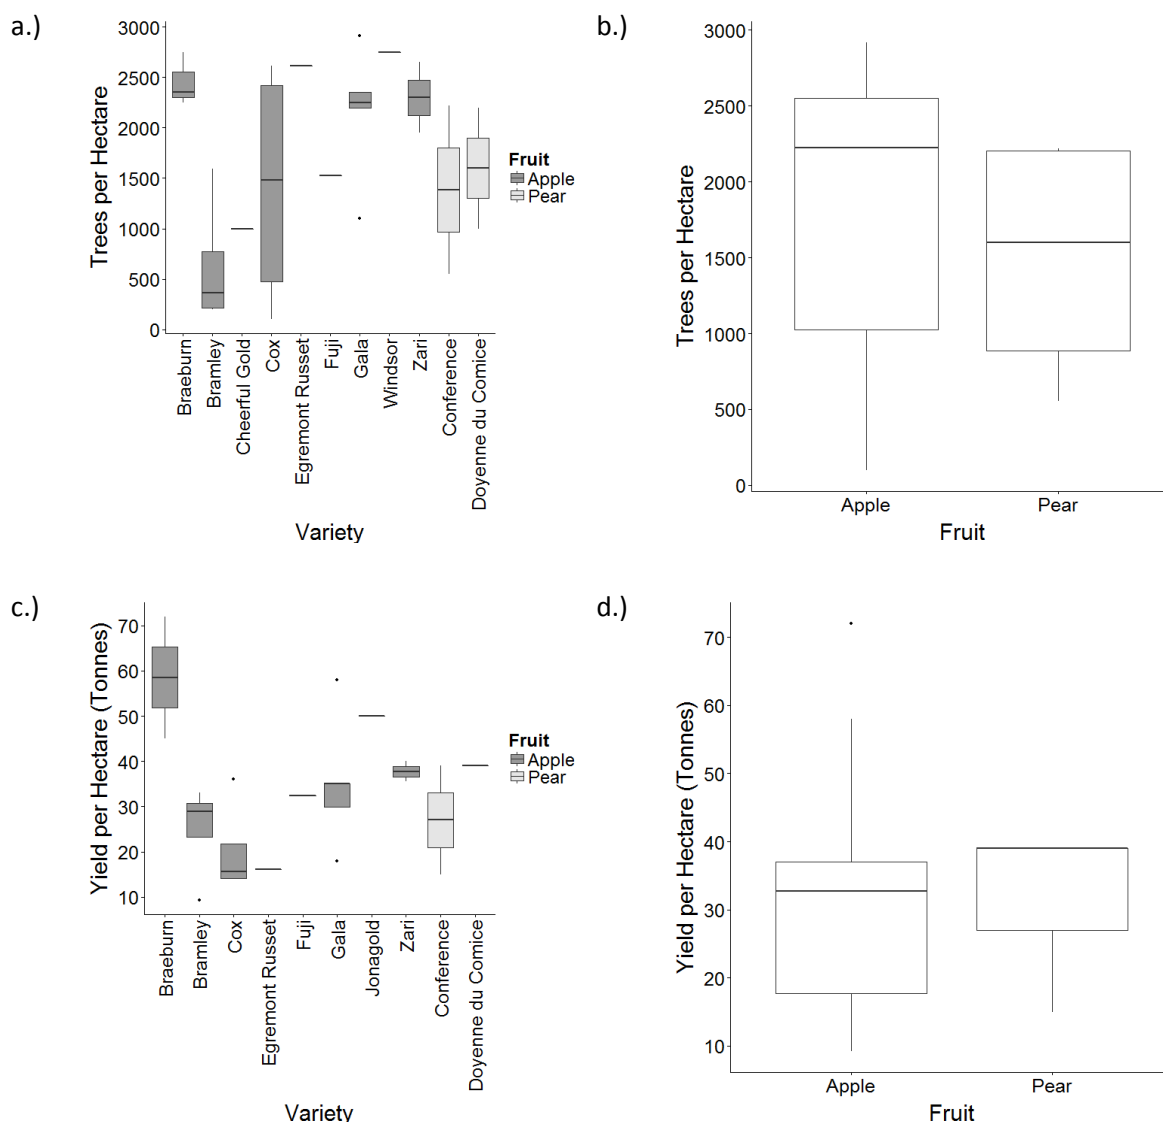 a.)
Trees per Hectare
3000
2500
2000
1500
1000
500
0
Braeburn
Bramley
Cheerful Gold
Cox
Egremont Russet
Fuji
Gala
Windsor
Zari
Conference
Doyenne du Comice
Variety
Fruit
Apple
Pear
b.)
Trees per Hectare
3000
2500
2000
1500
1000
500
0
Apple
Pear
Fruit
c.)
Yield per Hectare (Tonnes)
70
60
50
40
30
20
10
Braeburn
Bramley
Cox
Egremont Russet
Fuji
Gala
Jonagold
Zari
Conference
Doyenne du Comice
Variety
Fruit
Apple
Pear
d.)
Yield per Hectare (Tonnes)
70
60
50
40
30
20
10
Apple
Pear
Fruit